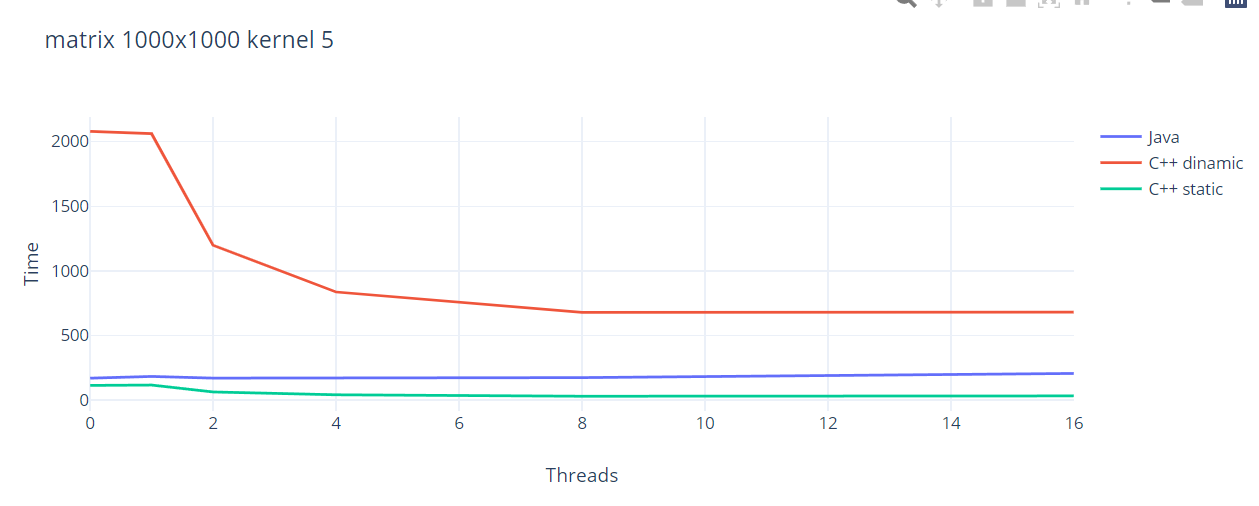 matrix 1000x1000 kernel 5
2000
1500
1000
500
0
Time
0 2 4 6 8 10 12 14 16
Threads
Java
C++ dinamic
C++ static